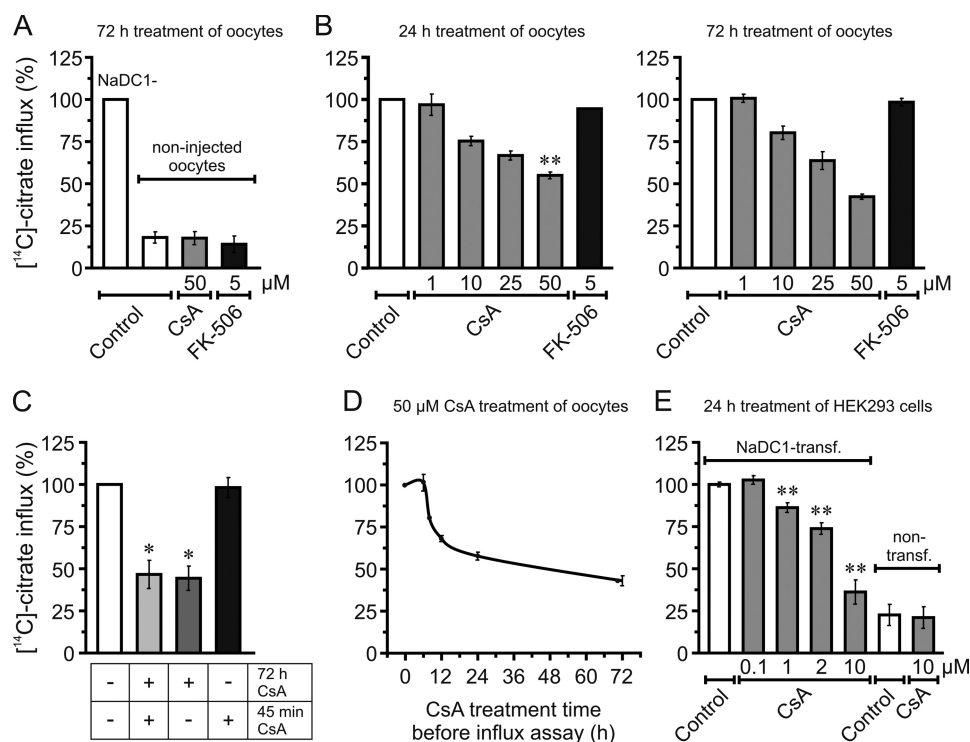 A
72 h treatment of oocytes
[¹⁴C]-citrate influx (%)
125
100
75
50
25
0
NaDC1-
non-injected
oocytes
50
5
µM
Control
CsA
FK-506
B
24 h treatment of oocytes
125
100
75
50
25
0
**
1
10
25
50
5
Control
CsA
FK-506
72 h treatment of oocytes
125
100
75
50
25
0
1
10
25
50
5
µM
Control
CsA
FK-506
C
[¹⁴C]-citrate influx (%)
125
100
75
50
25
0
*
*
- + + - 72 h CsA
- + - + 45 min CsA
D
50 µM CsA treatment of oocytes
125
100
75
50
25
0
0 12 24 36 48 60 72
CsA treatment time
before influx assay (h)
E
24 h treatment of HEK293 cells
NaDC1-transf.
125
100
75
50
25
0
**
**
**
non-
transf.
0.1
1
2
10
10
µM
Control
CsA
Control
CsA